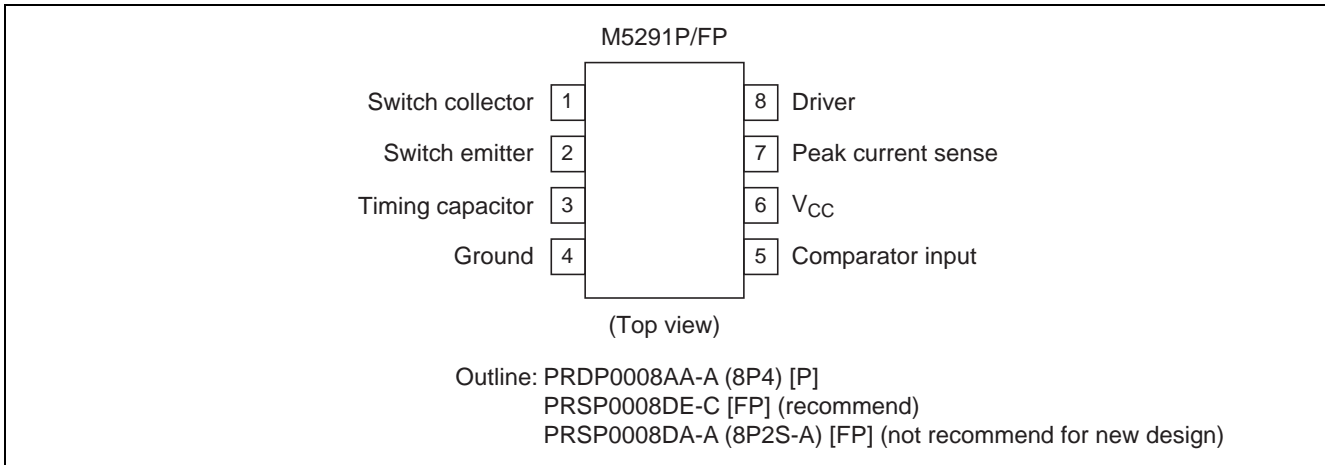 M5291P/FP
Switch collector 1 8 Driver
Switch emitter 2 7 Peak current sense
Timing capacitor 3 6 VCC
Ground 4 5 Comparator input
(Top view)
Outline: PRDP0008AA-A (8P4) [P]
PRSP0008DE-C [FP] (recommend)
PRSP0008DA-A (8P2S-A) [FP] (not recommend for new design)